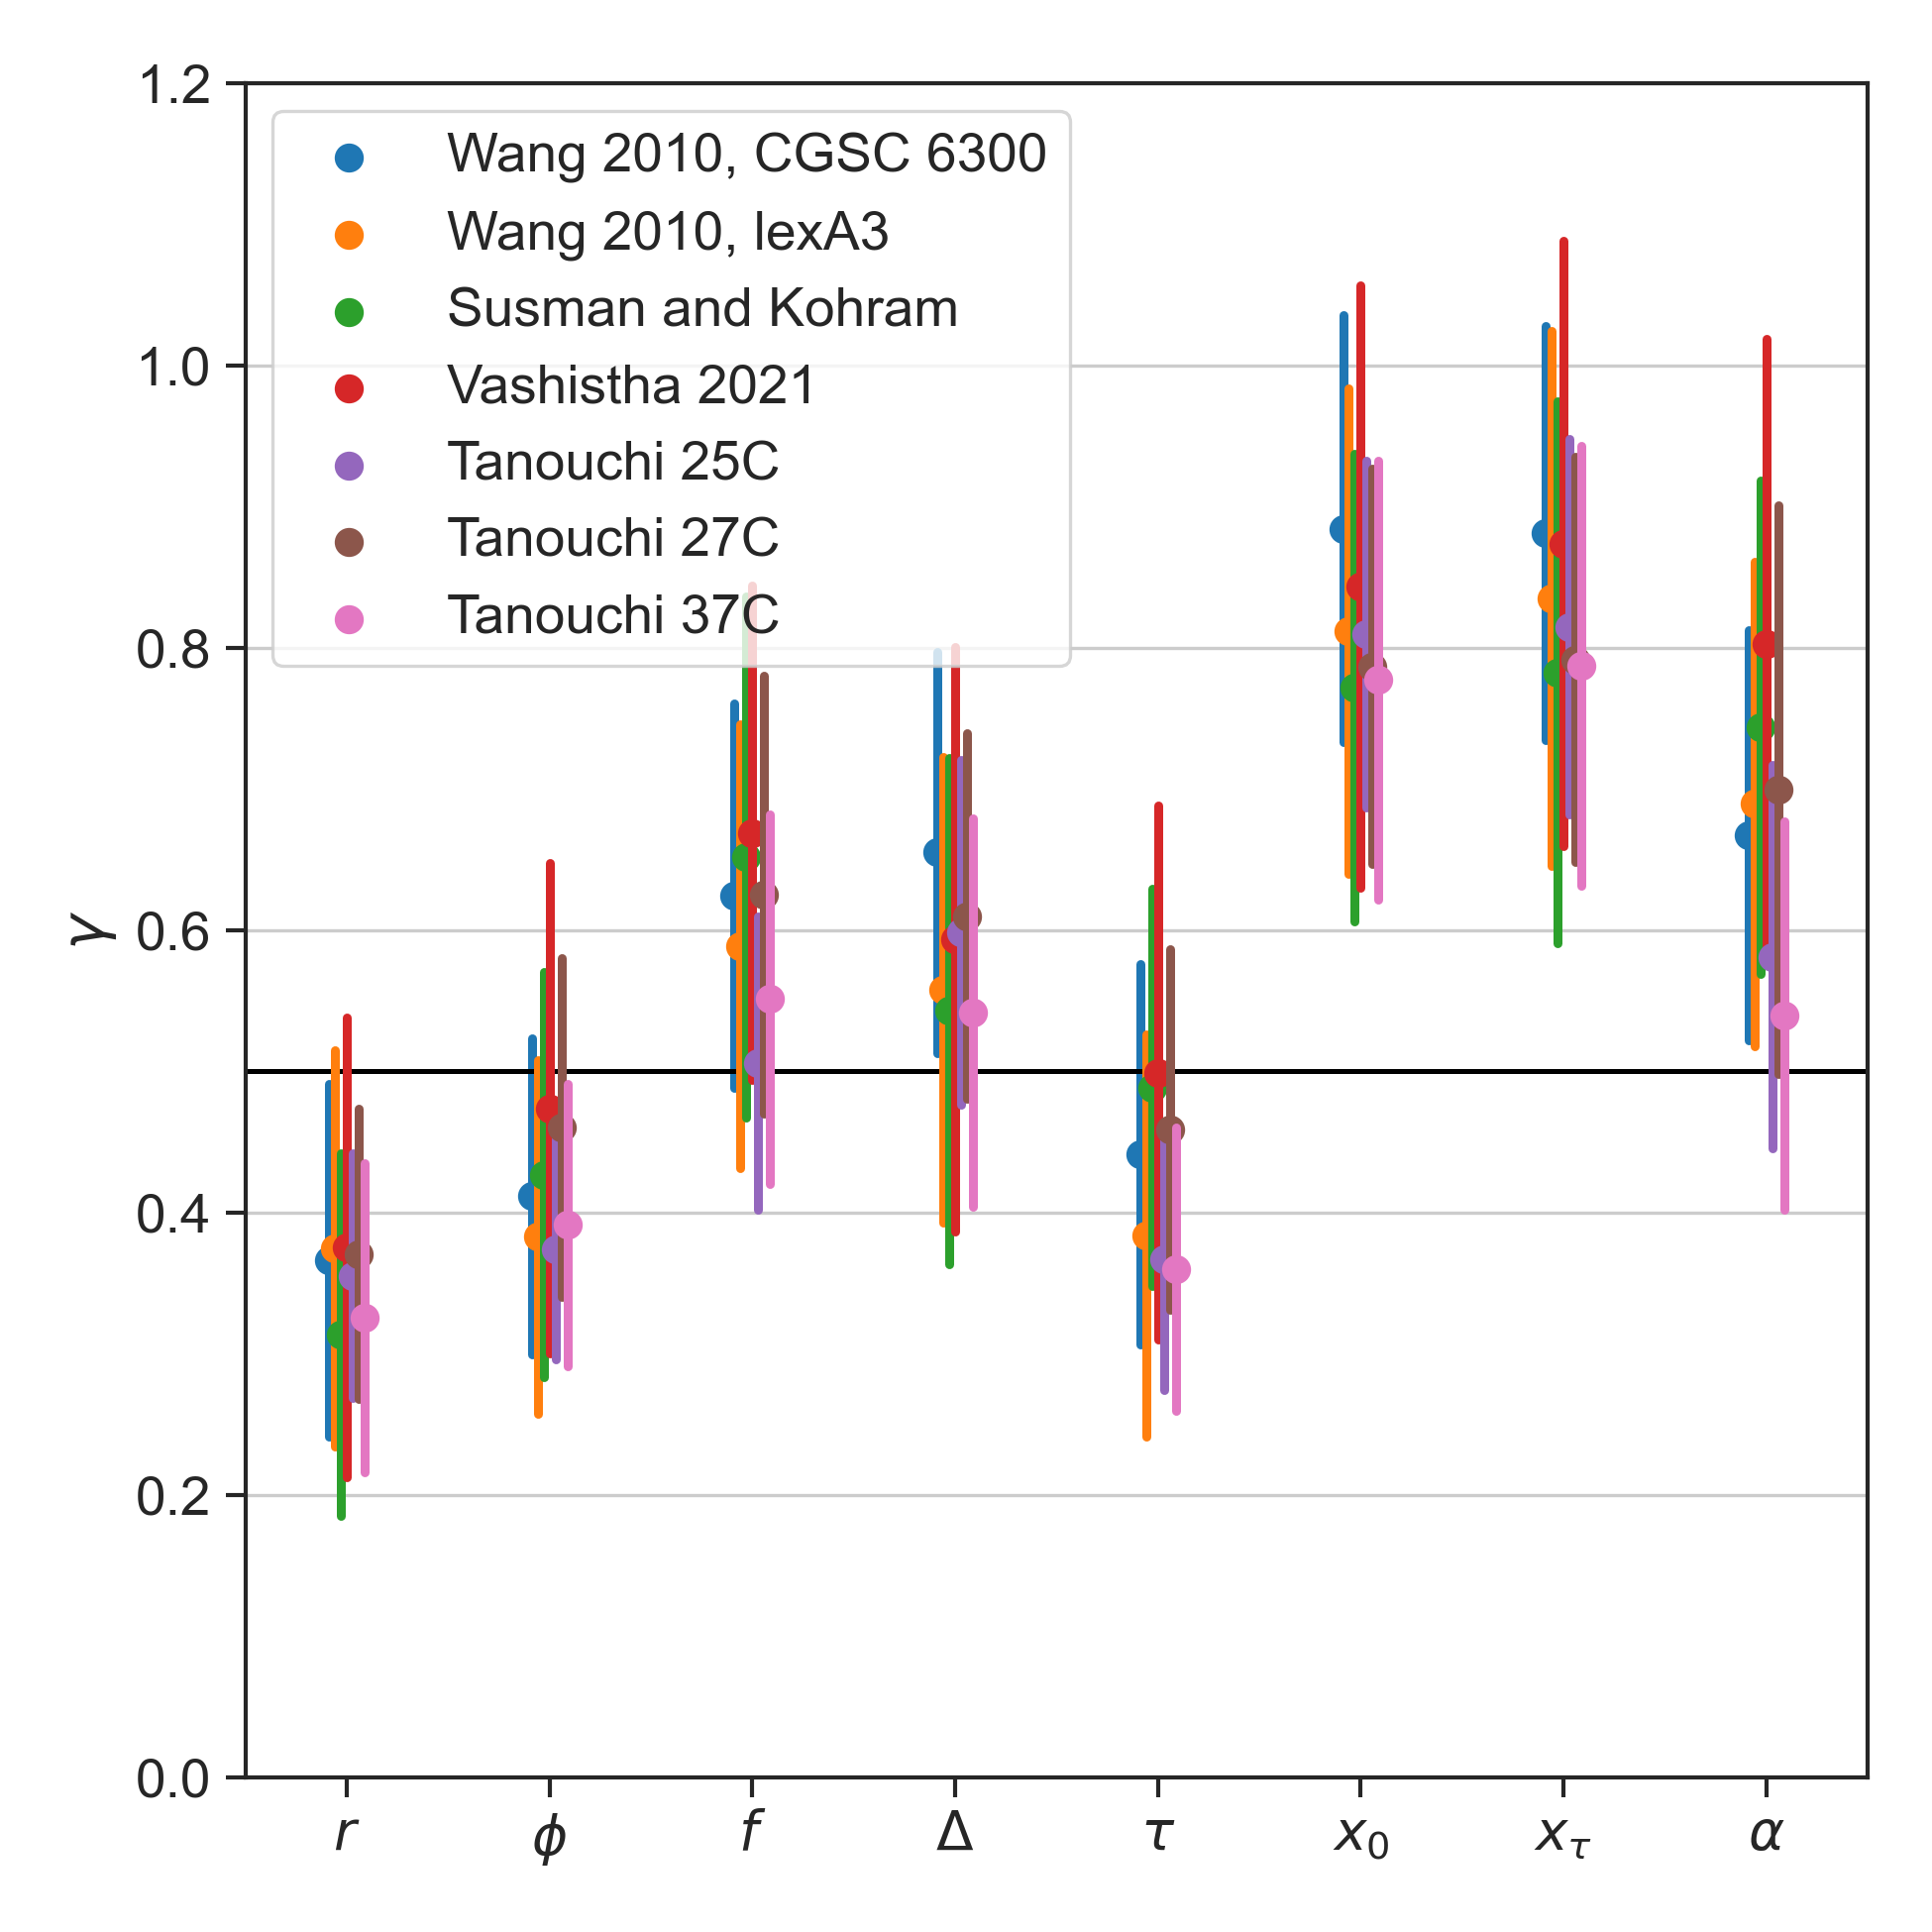 1.2
1.0
0.8
0.6
0.4
0.2
0.0
γ
Wang 2010, CGSC 6300
Wang 2010, lexA3
Susman and Kohram
Vashistha 2021
Tanouchi 25C
Tanouchi 27C
Tanouchi 37C
r ϕ f Δ τ x₀ x_τ α